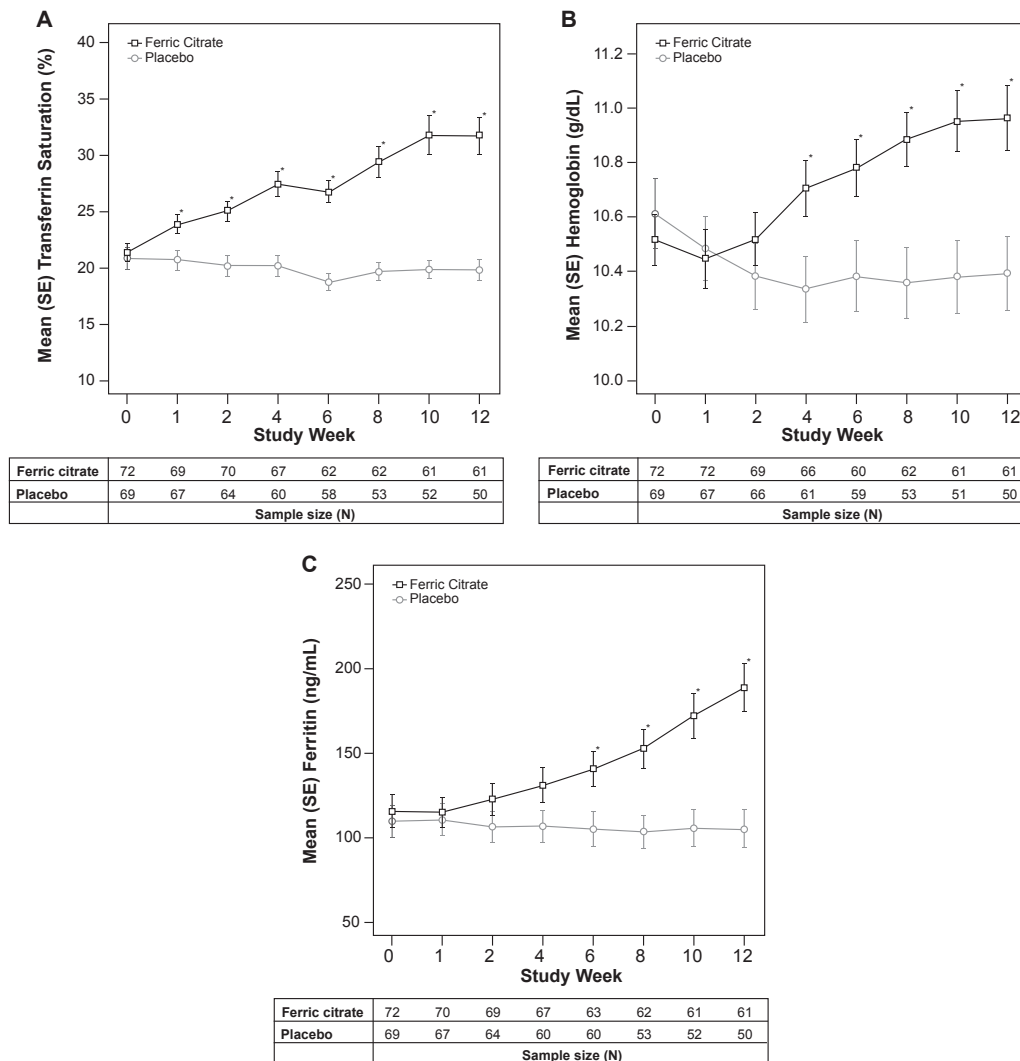 A
Ferric Citrate
Placebo
Mean (SE) Transferrin Saturation (%)
40
35
30
25
20
15
10
* * * * * * *
0 1 2 4 6 8 10 12
Study Week
Ferric citrate 72 69 70 67 62 62 61 61
Placebo 69 67 64 60 58 53 52 50
Sample size (N)
B
Ferric Citrate
Placebo
Mean (SE) Hemoglobin (g/dL)
11.2
11.0
10.8
10.6
10.4
10.2
10.0
* * * * *
0 1 2 4 6 8 10 12
Study Week
Ferric citrate 72 72 69 66 60 62 61 61
Placebo 69 67 66 61 59 53 51 50
Sample size (N)
C
Ferric Citrate
Placebo
Mean (SE) Ferritin (ng/mL)
250
200
150
100
50
* * * *
0 1 2 4 6 8 10 12
Study Week
Ferric citrate 72 70 69 67 63 62 61 61
Placebo 69 67 64 60 60 53 52 50
Sample size (N)